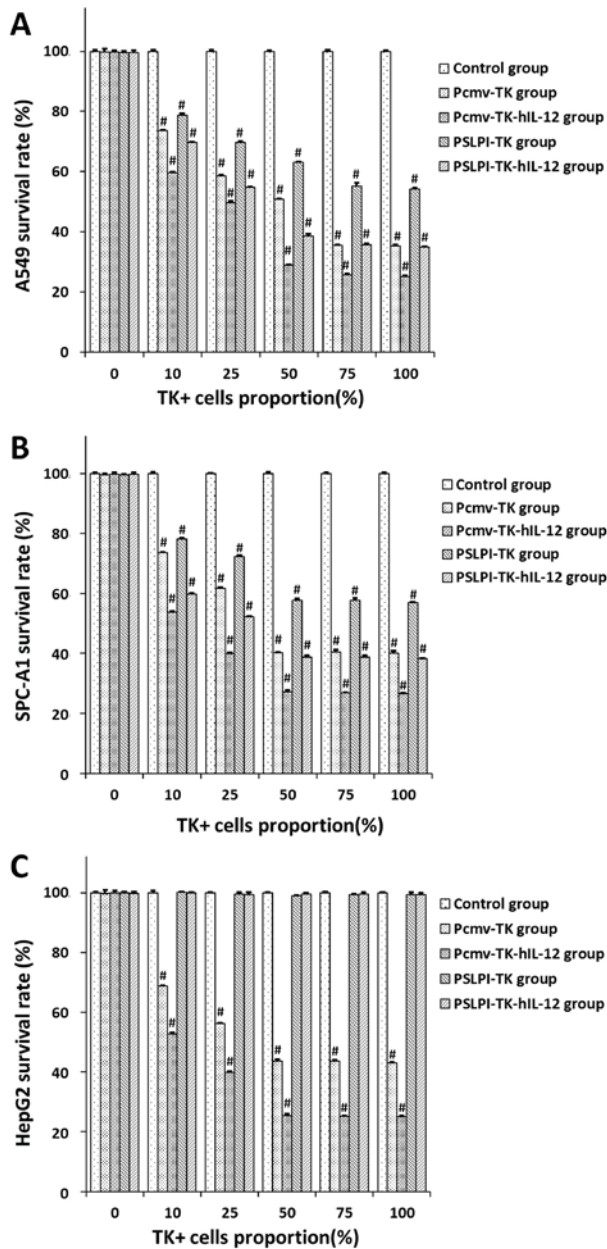 A
A549 survival rate (%)
100
80
60
40
20
0
# # # #
# # # #
# # # #
# # # #
# # # #
0 10 25 50 75 100
TK+ cells proportion(%)
Control group
Pcmv-TK group
Pcmv-TK-hIL-12 group
PSLPI-TK group
PSLPI-TK-hIL-12 group
B
SPC-A1 survival rate (%)
100
80
60
40
20
0
# # # #
# # # #
# # # #
# # # #
# # # #
0 10 25 50 75 100
TK+ cells proportion(%)
Control group
Pcmv-TK group
Pcmv-TK-hIL-12 group
PSLPI-TK group
PSLPI-TK-hIL-12 group
C
HepG2 survival rate (%)
100
80
60
40
20
0
# #
# #
# #
# #
# #
0 10 25 50 75 100
TK+ cells proportion(%)
Control group
Pcmv-TK group
Pcmv-TK-hIL-12 group
PSLPI-TK group
PSLPI-TK-hIL-12 group